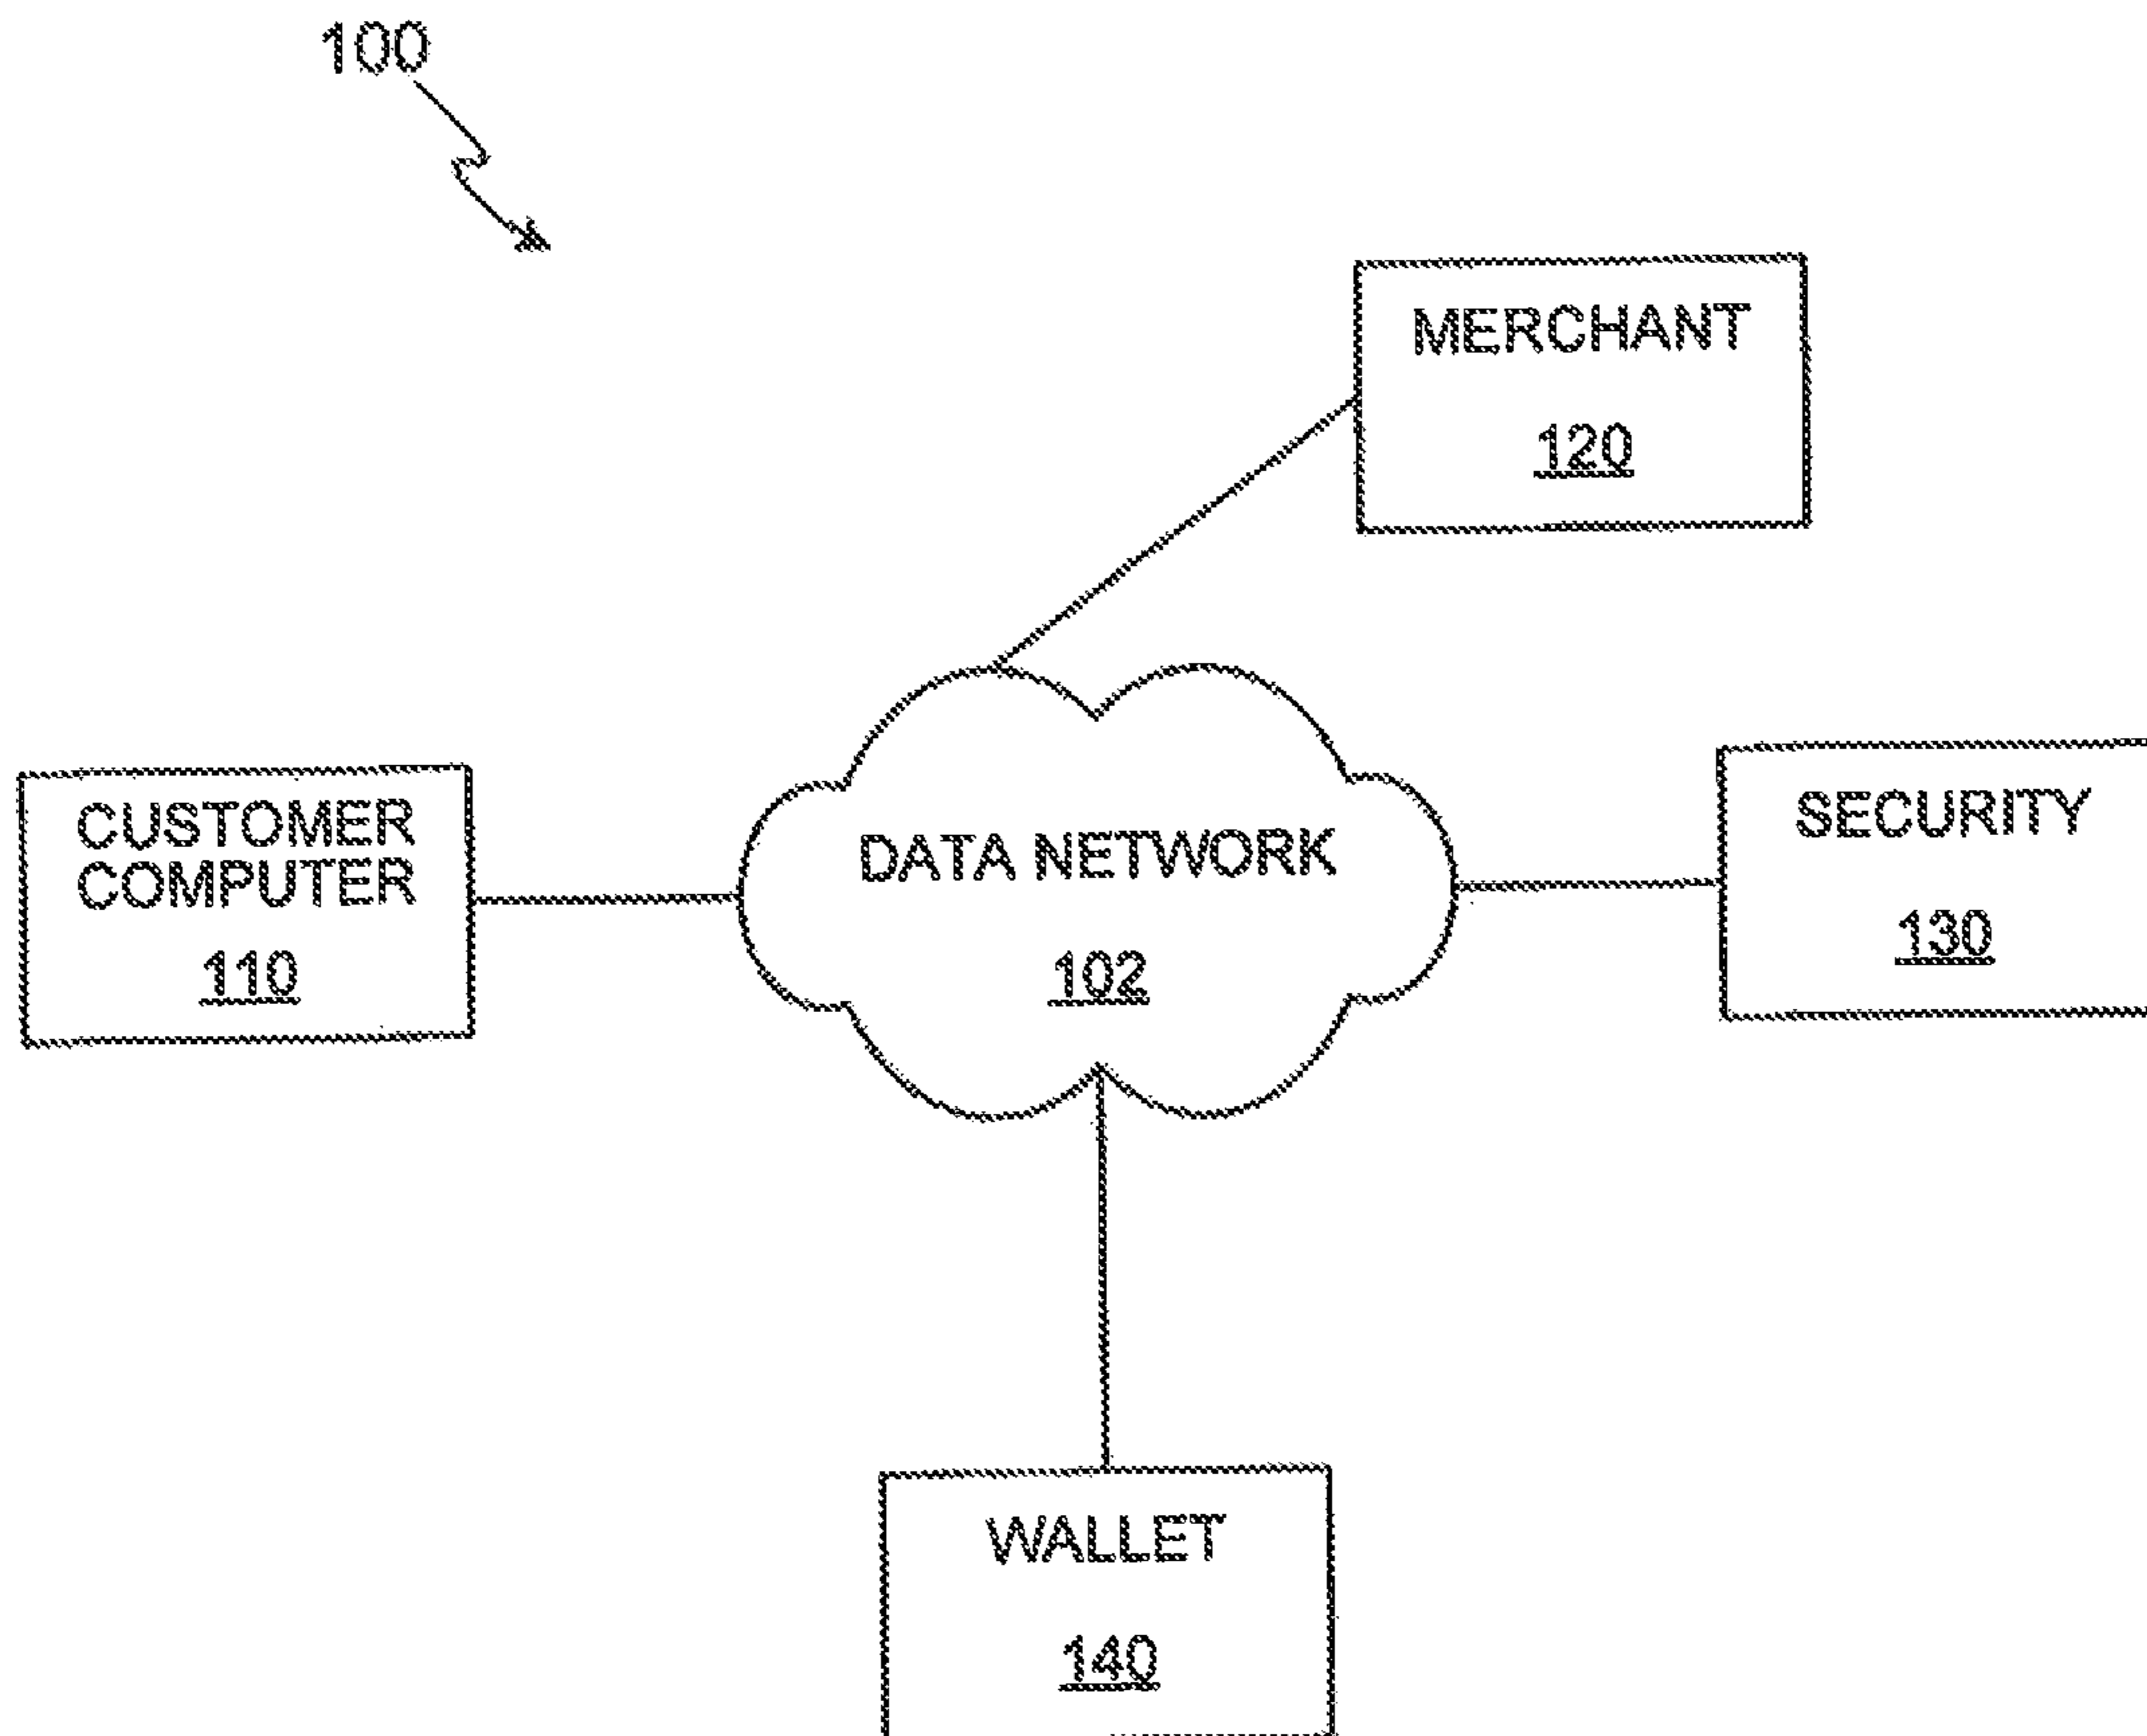 100
MERCHANT
120
CUSTOMER
COMPUTER
110
DATA NETWORK
102
SECURITY
130
WALLET
140